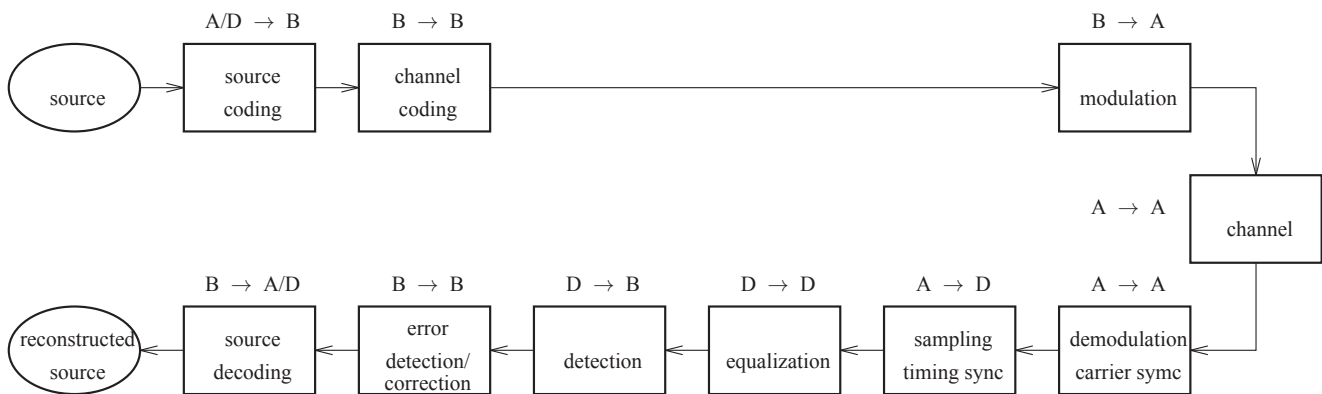 A/D → B
B → B
B → A
source
source
coding
channel
coding
modulation
A → A
channel
B → A/D
B → B
D → B
D → D
A → D
A → A
reconstructed
source
source
decoding
error
detection/
correction
detection
equalization
sampling
timing sync
demodulation
carrier symc